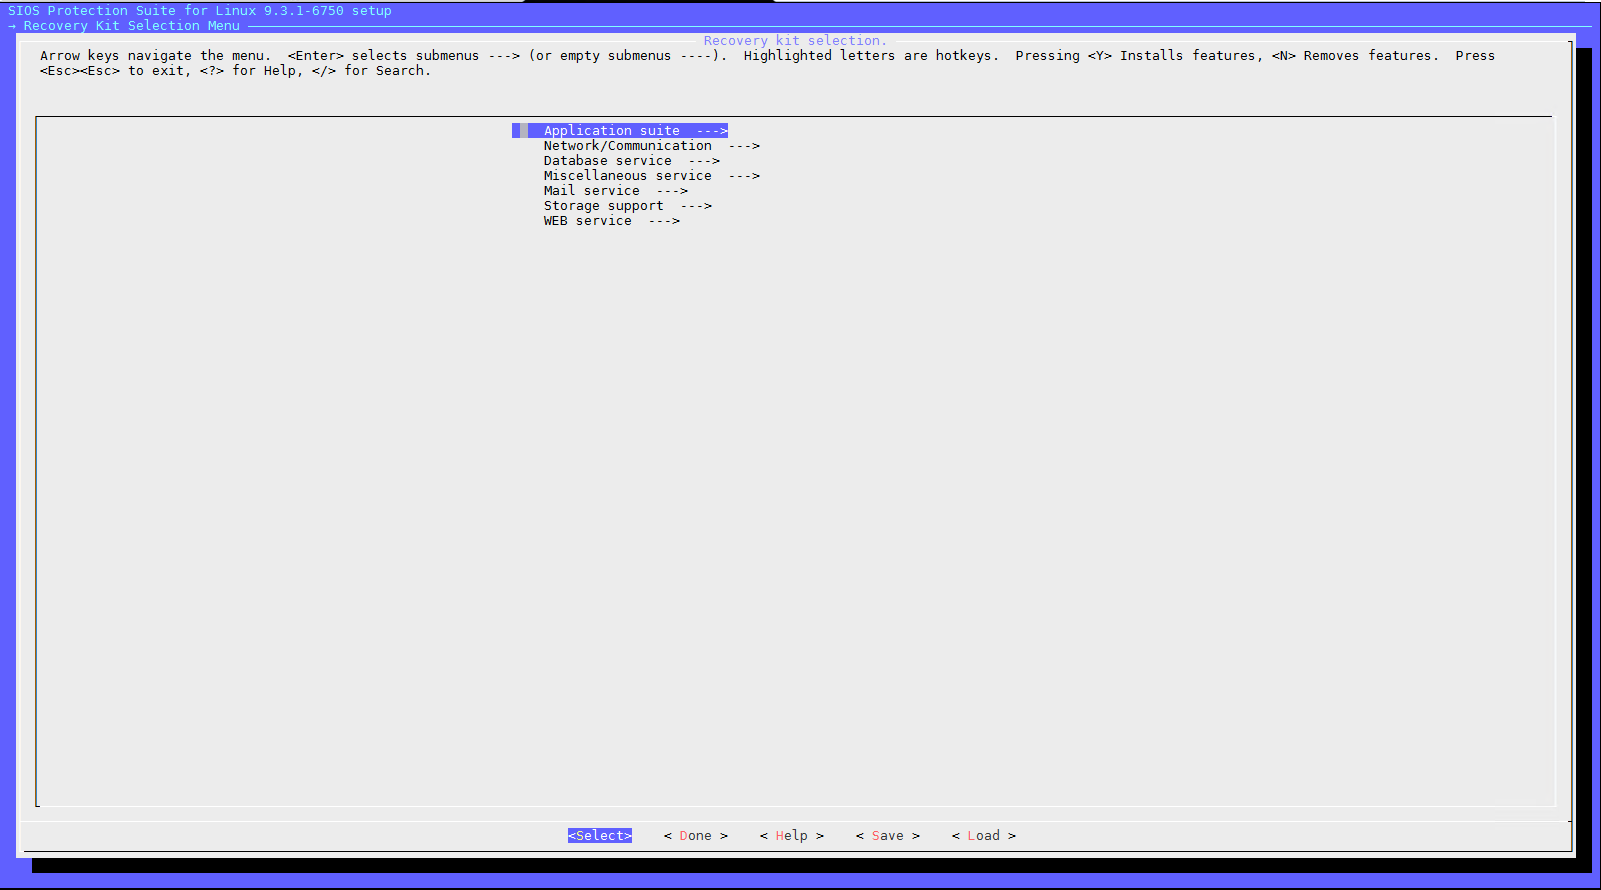 SIOS Protection Suite for Linux 9.3.1-6750 setup
→ Recovery Kit Selection Menu
Recovery kit selection.
Arrow keys navigate the menu.  <Enter> selects submenus ---> (or empty submenus ----).  Highlighted letters are hotkeys.  Pressing <Y> Installs features, <N> Removes features.  Press
<Esc><Esc> to exit, <?> for Help, </> for Search.
Application suite  --->
Network/Communication  --->
Database service  --->
Miscellaneous service  --->
Mail service  --->
Storage support  --->
WEB service  --->
<Select>    < Done >    < Help >    < Save >    < Load >